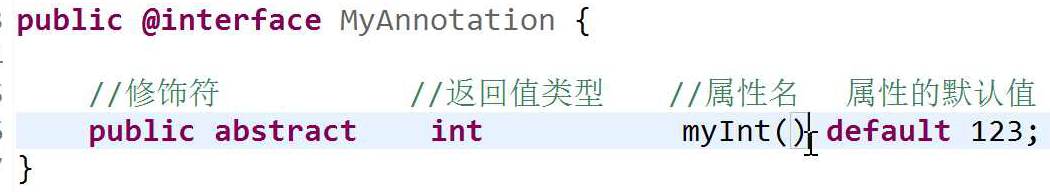 public @interface MyAnnotation {
//修饰符 //返回值类型 //属性名 属性的默认值
public abstract int myInt() default 123;
}